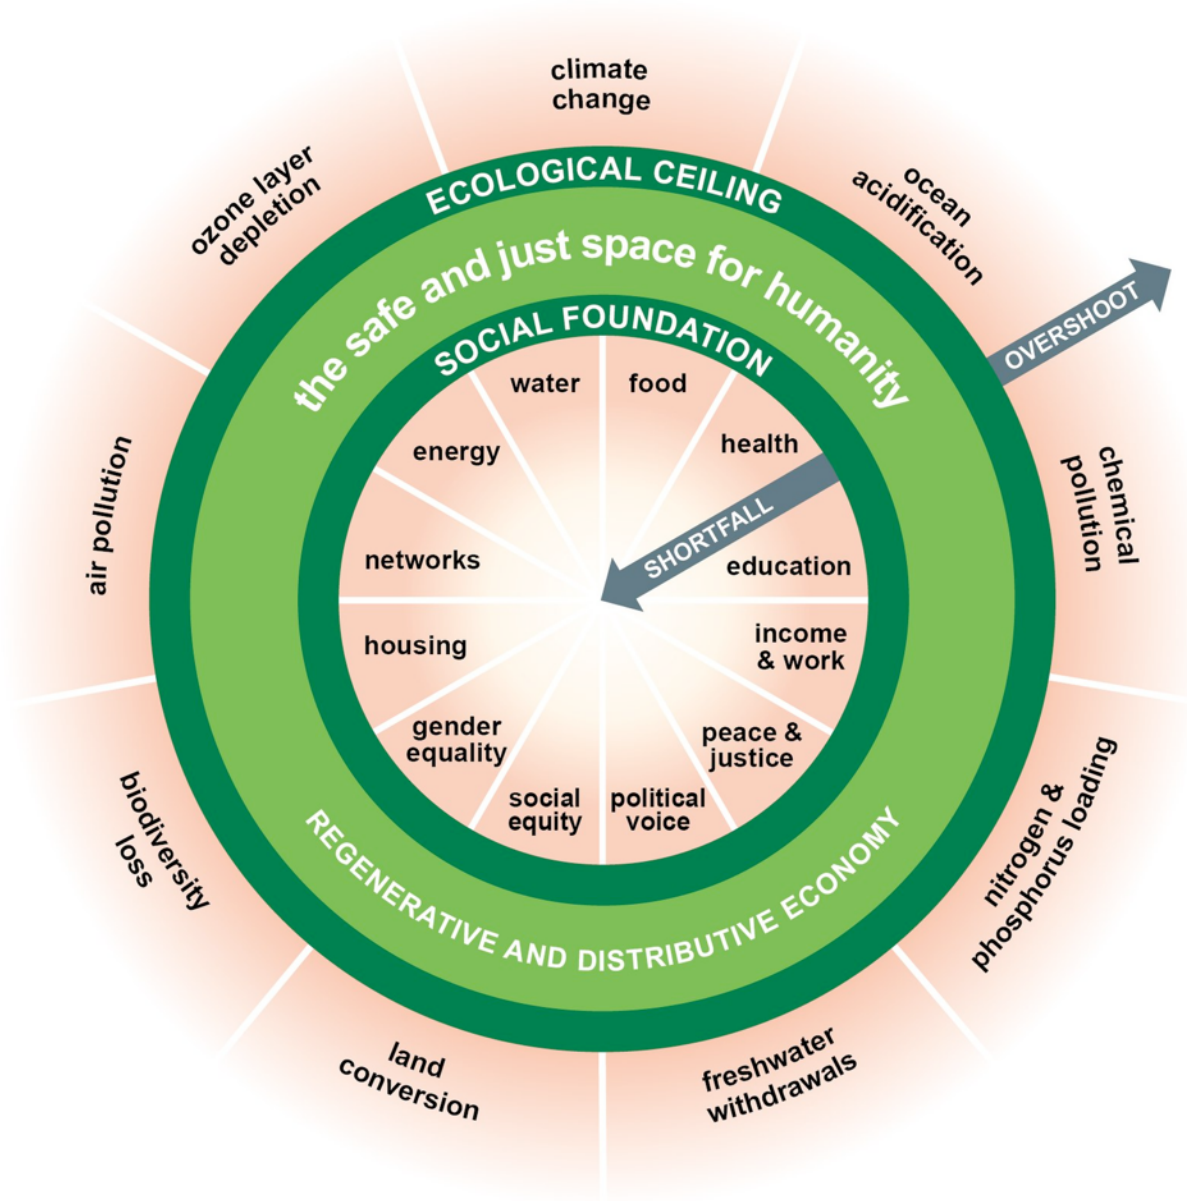 climate
change
ocean
acidification
OVERSHOOT
chemical
pollution
nitrogen &
phosphorus loading
freshwater
withdrawals
land
conversion
biodiversity
loss
air pollution
ozone layer
depletion
ECOLOGICAL CEILING
the safe and just space for humanity
SOCIAL FOUNDATION
water
food
health
SHORTFALL
education
income
& work
peace &
justice
political
voice
social
equity
gender
equality
housing
networks
energy
REGENERATIVE AND DISTRIBUTIVE ECONOMY